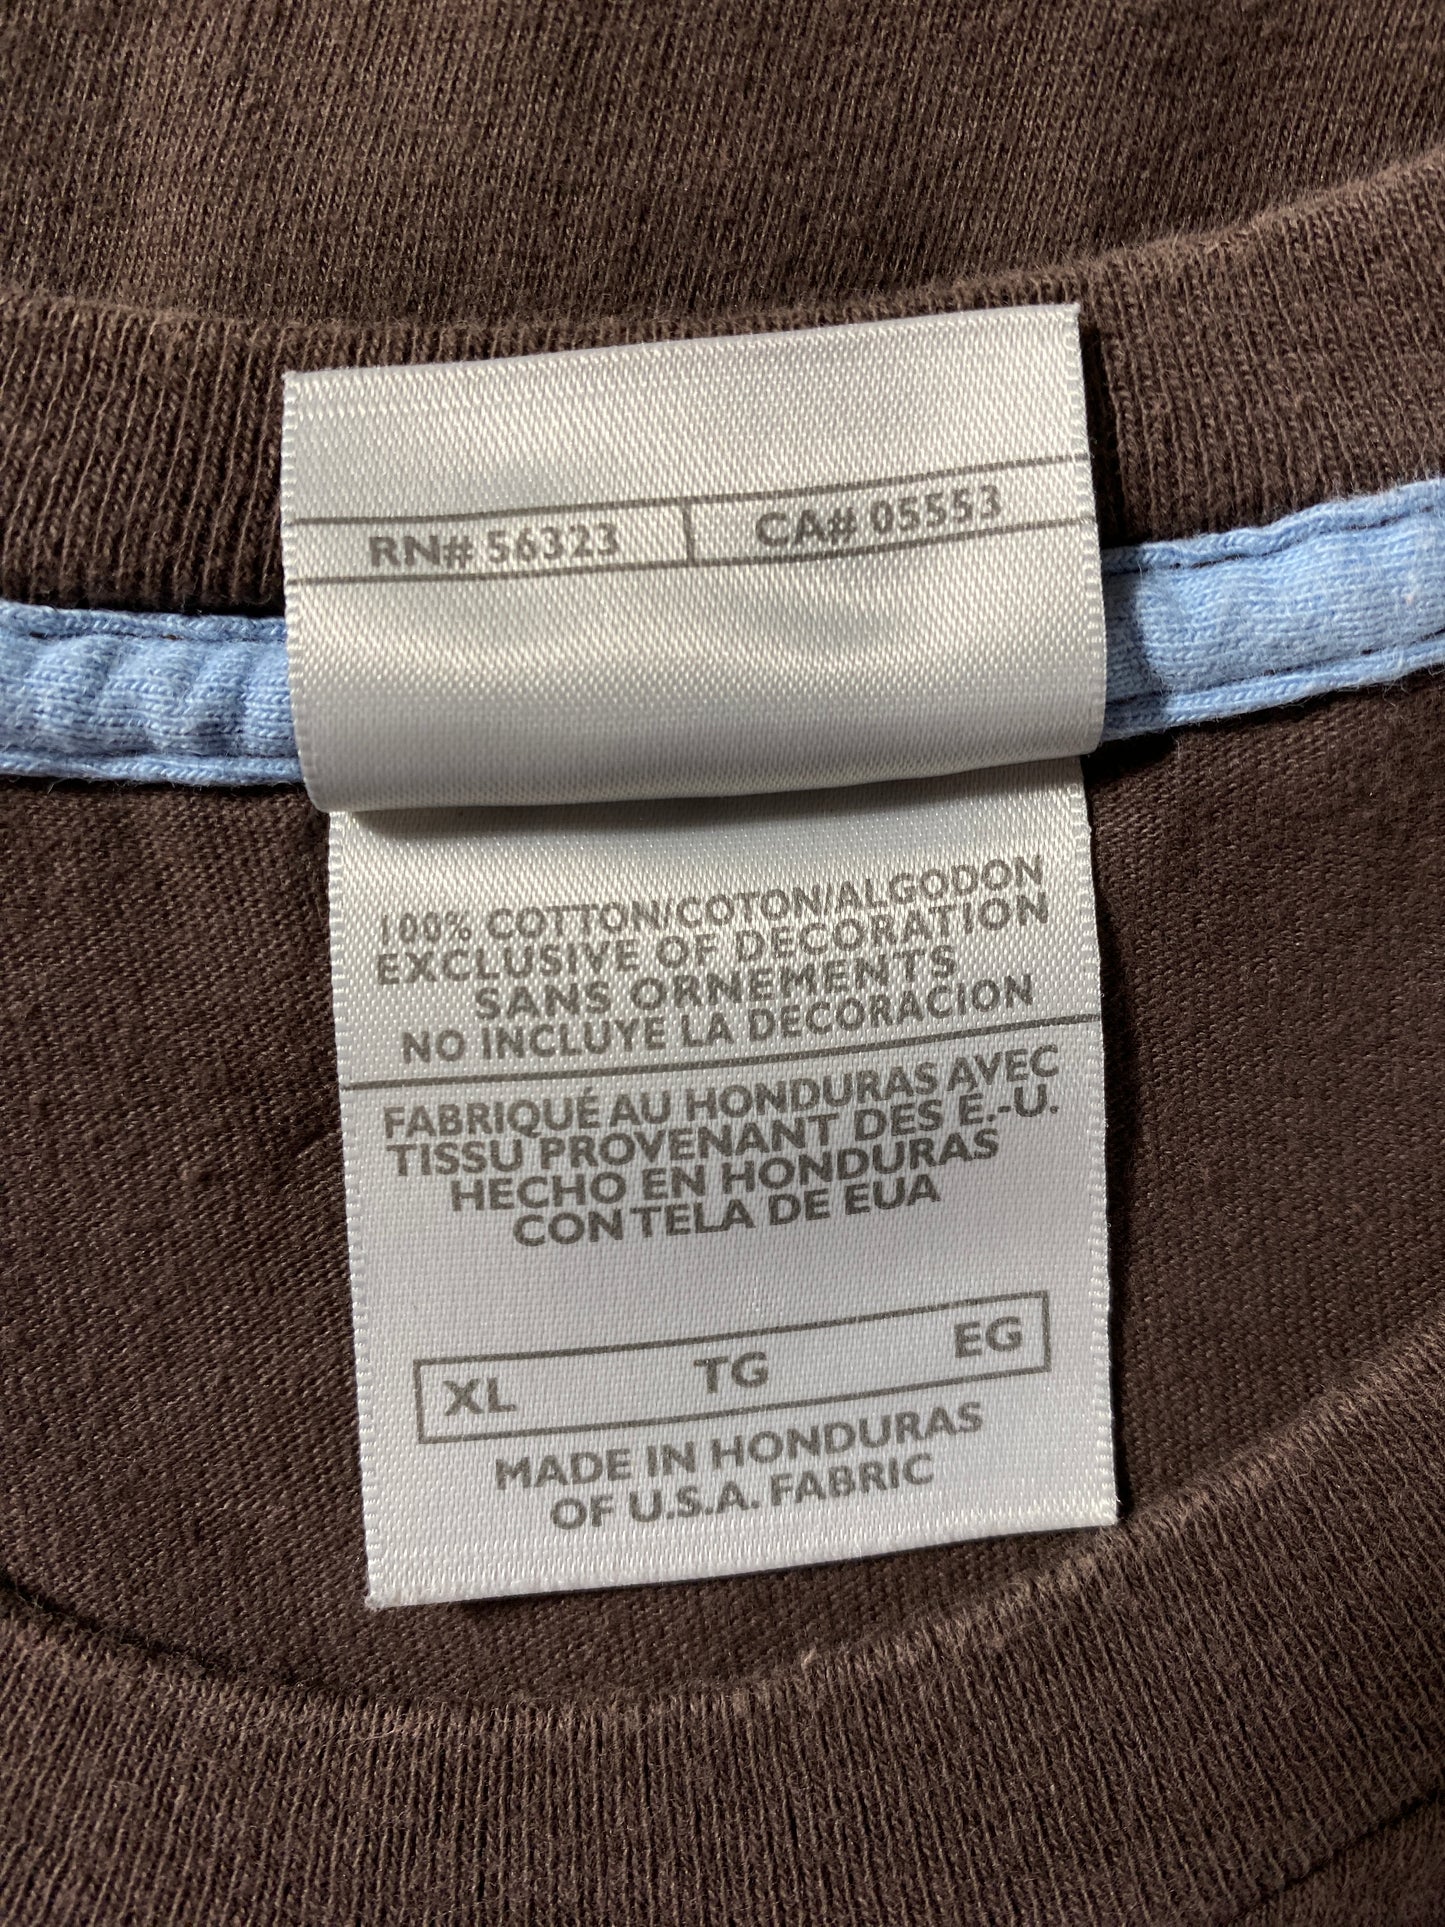 RN# 56323 CA# 05553
100% COTTON/COTON/ALGODON
EXCLUSIVE OF DECORATION
SANS ORNEMENTS
NO INCLUYE LA DECORACION
FABRIQUÉ AU HONDURAS AVEC
TISSU PROVENANT DES É.-U.
HECHO EN HONDURAS
CON TELA DE EUA
XL TG EG
MADE IN HONDURAS
OF U.S.A. FABRIC